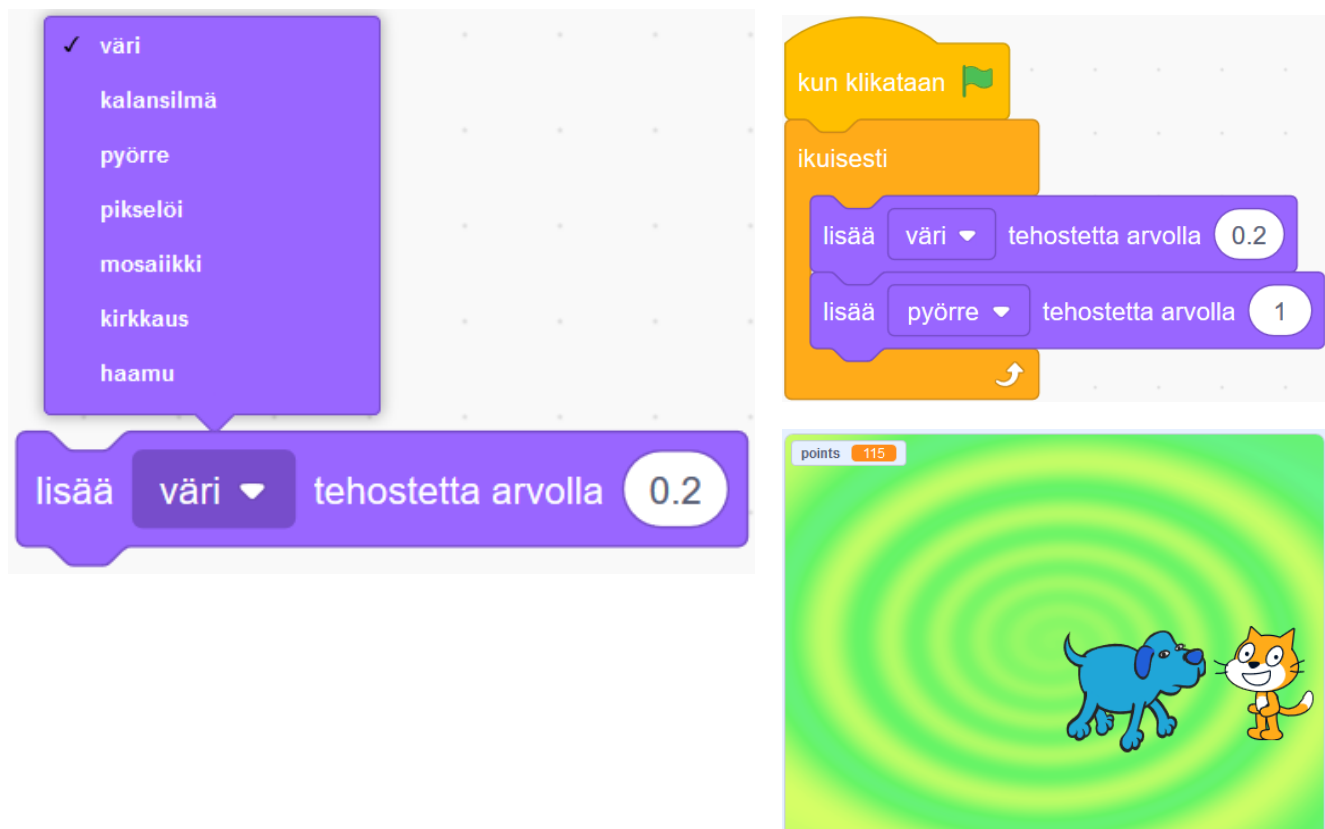 väri
kalansilmä
pyörre
pikselöi
mosaiikki
kirkkaus
haamu
lisää väri tehostetta arvolla 0.2
kun klikataan
ikuisesti
lisää väri tehostetta arvolla 0.2
lisää pyörre tehostetta arvolla 1
points 115